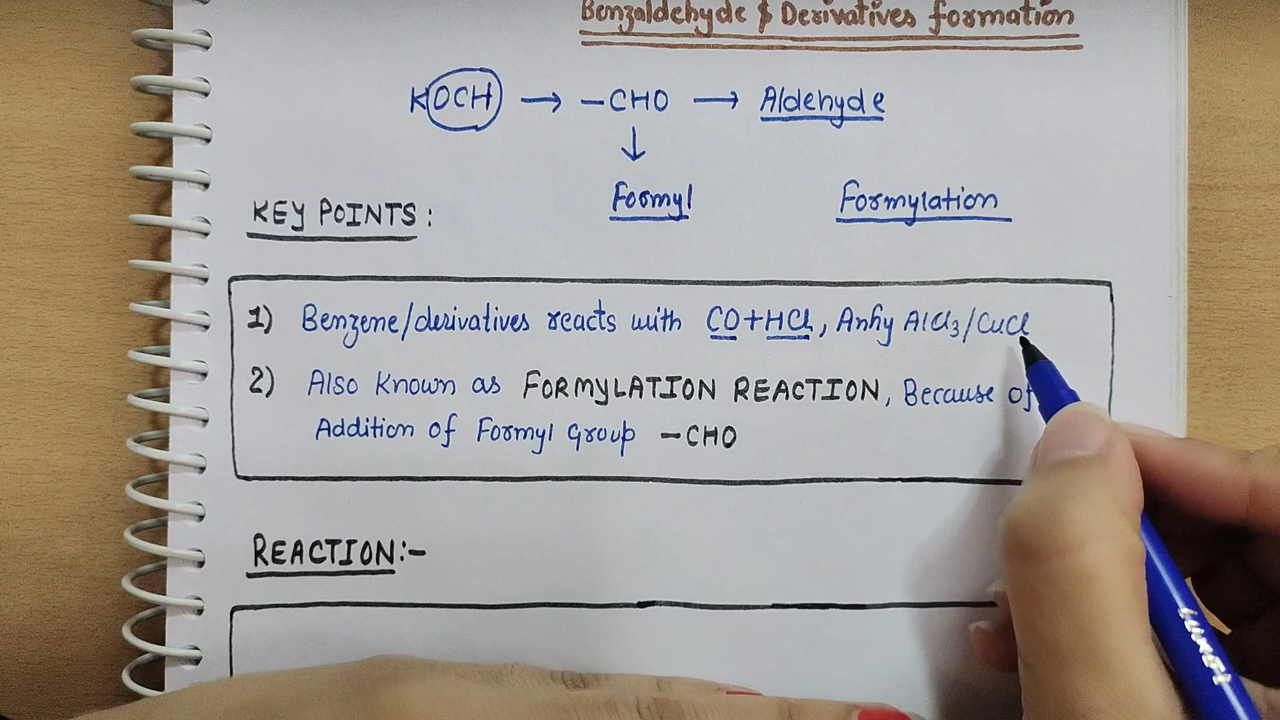 Benzaldehyde & Derivatives formation
KOCH → -CHO → Aldehyde
↓
Formyl Formylation
KEY POINTS:
1) Benzene/derivatives reacts with CO+HCl, Anhy AlCl3/CuCl
2) Also Known as FORMYLATION REACTION, Because of
Addition of Formyl Group -CHO
REACTION:-